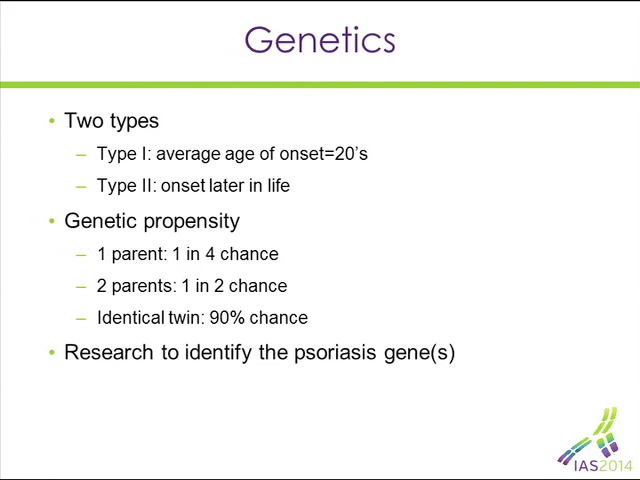 Genetics
• Two types
– Type I: average age of onset=20's
– Type II: onset later in life
• Genetic propensity
– 1 parent: 1 in 4 chance
– 2 parents: 1 in 2 chance
– Identical twin: 90% chance
• Research to identify the psoriasis gene(s)
IAS2014